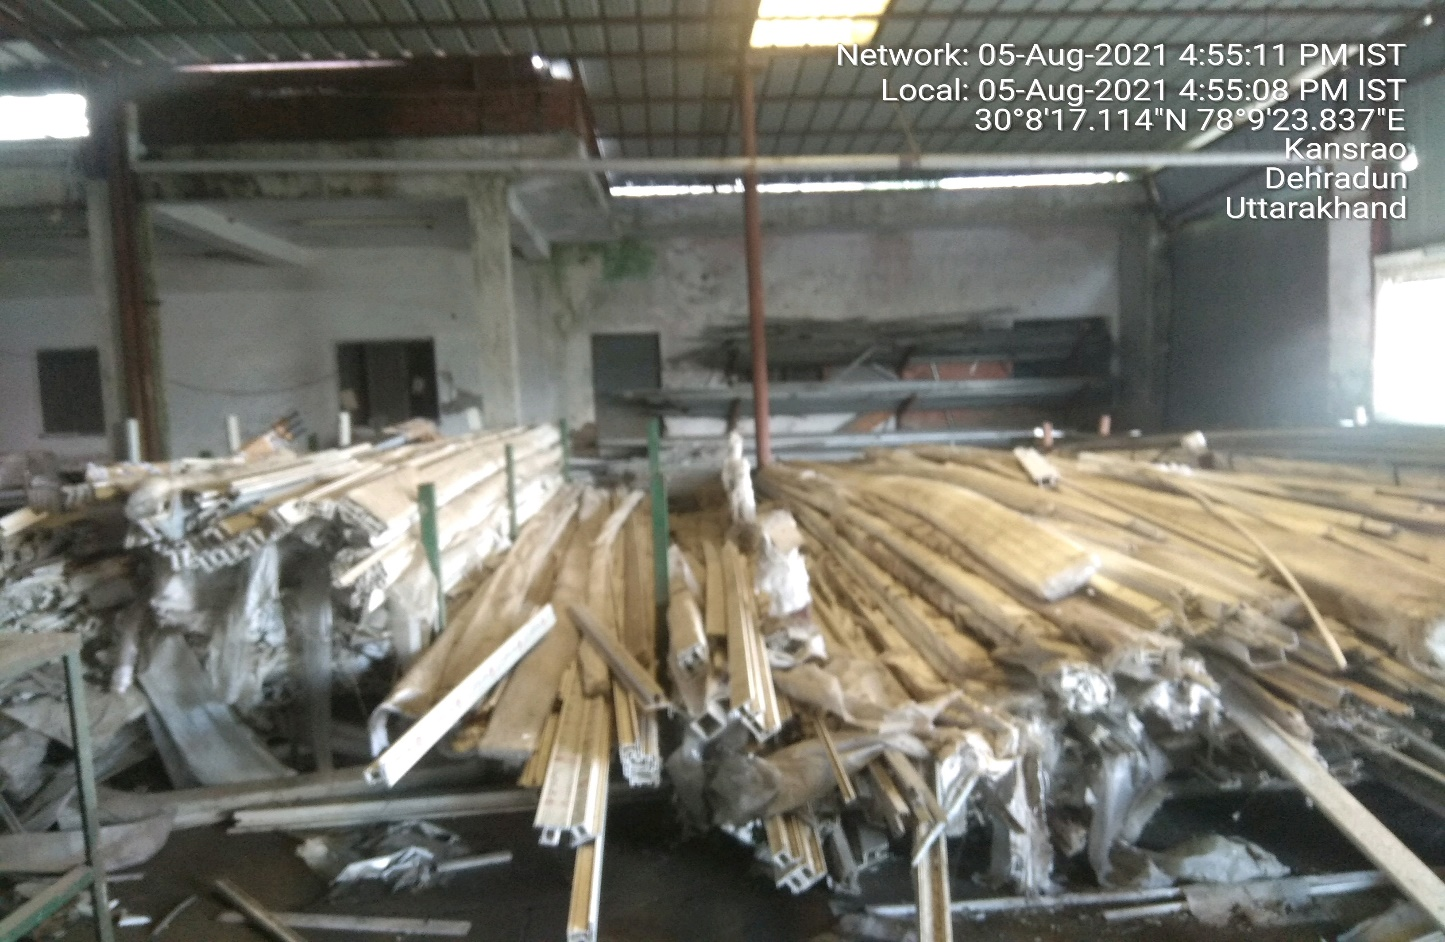 Network: 05-Aug-2021 4:55:11 PM IST
Local: 05-Aug-2021 4:55:08 PM IST
30°8'17.114"N 78°9'23.837"E
Kansrao
Dehradun
Uttarakhand